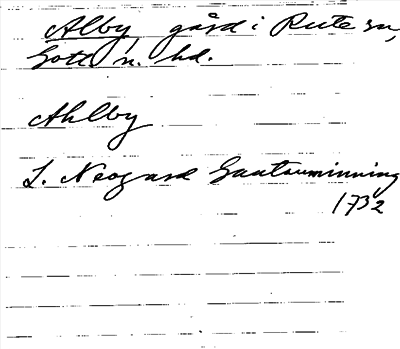 Alby gård i Rute sn,
Gotl. n. hd.
Ahlby
L. Neogard Gautauminning
1732